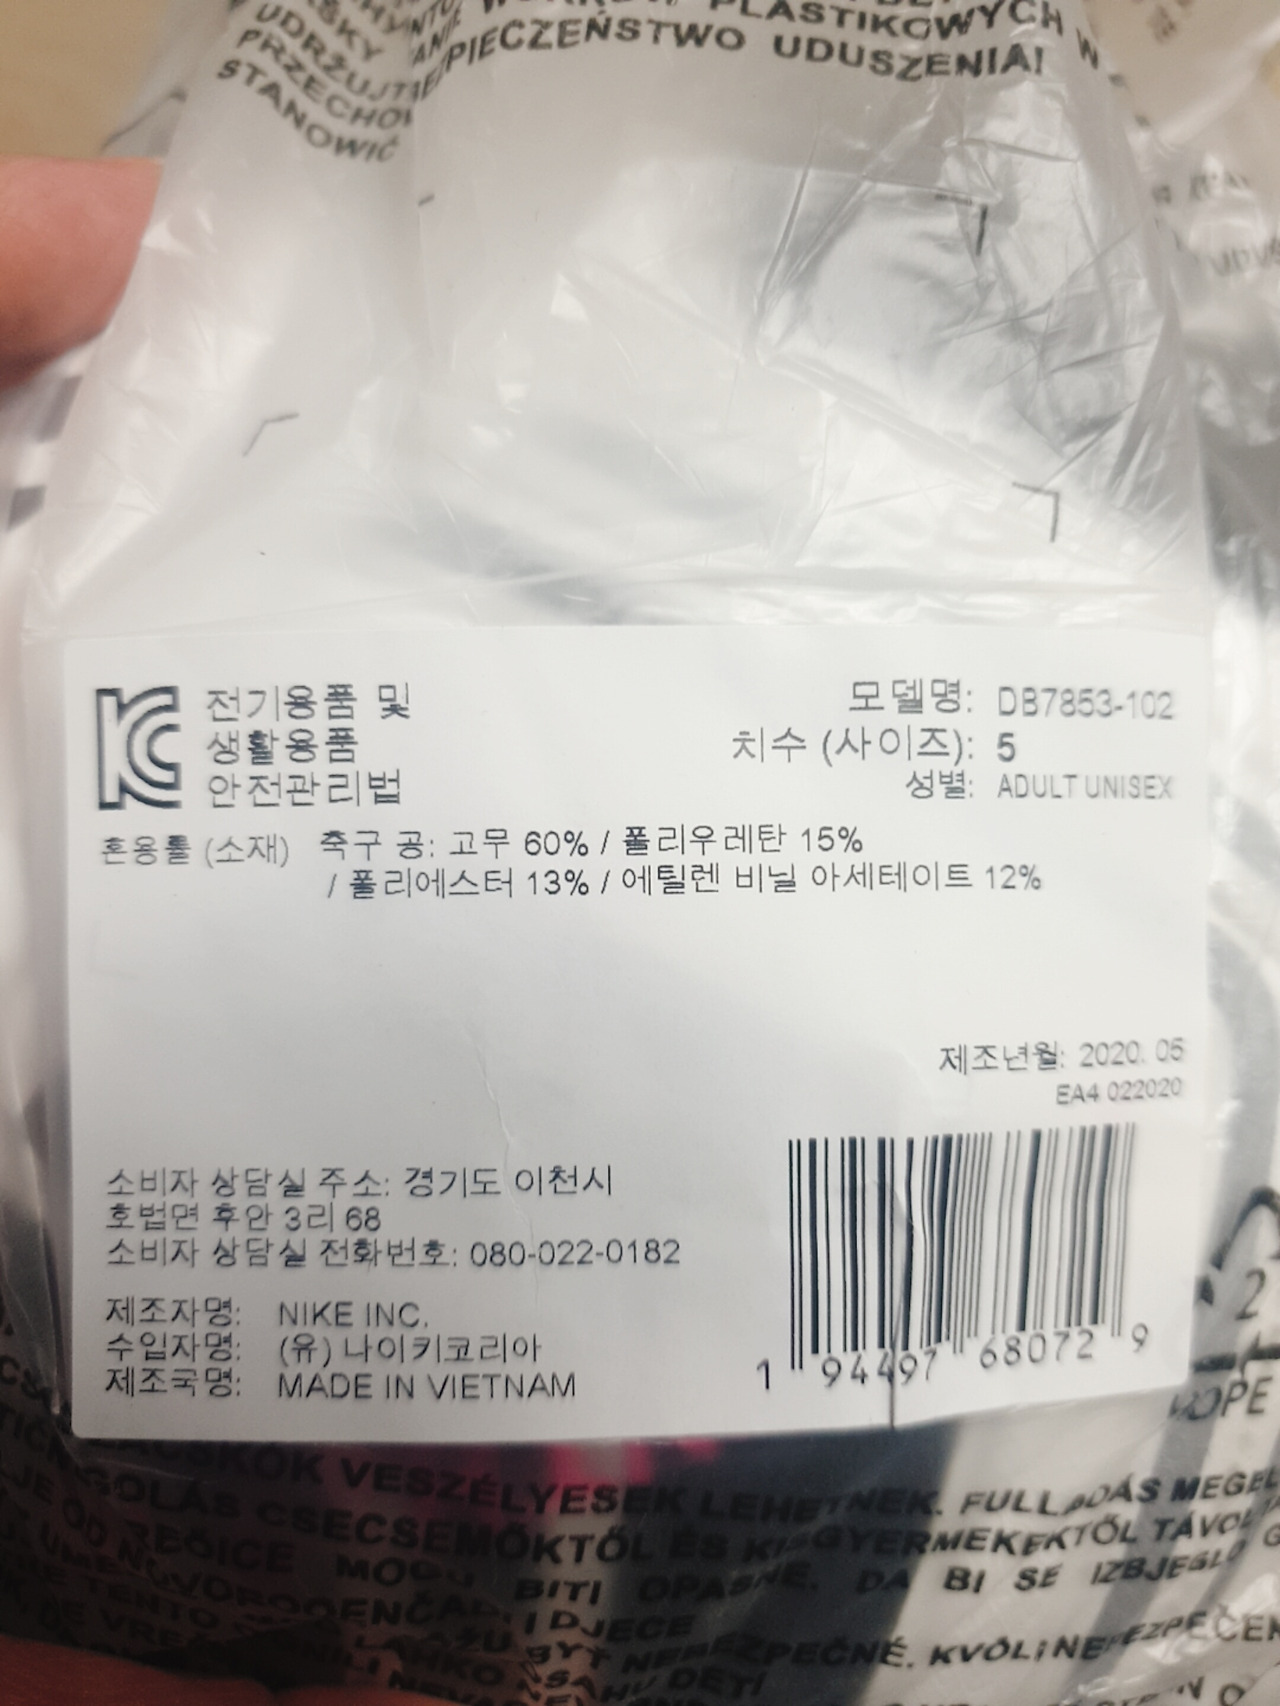 PLASTIKOWYCH W
BEZPIECZEŃSTWO UDUSZENIA!
STANOWIĆ
KC
전기용품 및
생활용품
안전관리법
모델명: DB7853-102
치수 (사이즈): 5
성별: ADULT UNISEX
혼용률 (소재) 축구 공: 고무 60% / 폴리우레탄 15%
/ 폴리에스터 13% / 에틸렌 비닐 아세테이트 12%
제조년월: 2020. 05
EA4 022020
소비자 상담실 주소: 경기도 이천시
호법면 후안 3리 68
소비자 상담실 전화번호: 080-022-0182
제조자명: NIKE INC.
수입자명: (유) 나이키코리아
제조국명: MADE IN VIETNAM
1 94497 68072 9
VESZÉLYESEK LEHETNEK. FULLADÁS
CSECSEMŐKTŐL ÉS KISGYERMEKEKTŐL
BITI OPASNE. DA BI SE IZBJEGLO
I DJECE